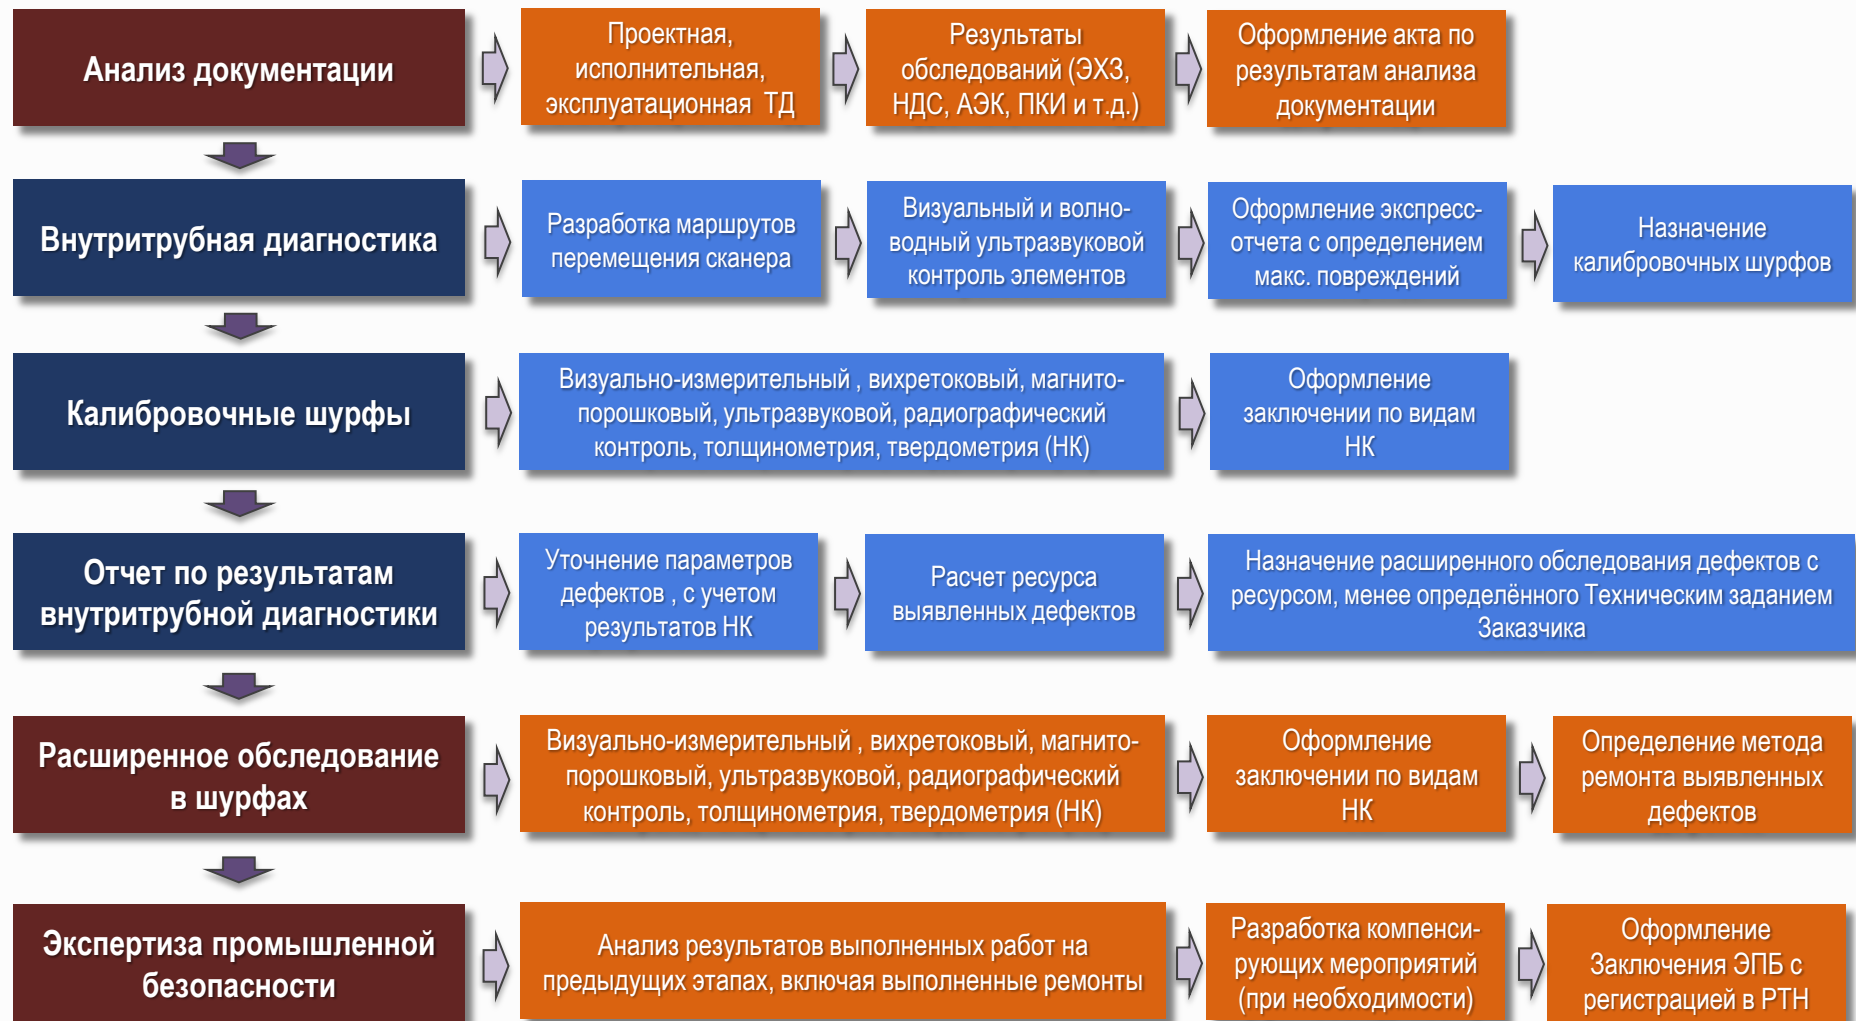 Анализ документации
Проектная,
исполнительная,
эксплуатационная ТД
Результаты
обследований (ЭХЗ,
НДС, АЭК, ПКИ и т.д.)
Оформление акта по
результатам анализа
документации
Внутритрубная диагностика
Разработка маршрутов
перемещения сканера
Визуальный и волно-
водный ультразвуковой
контроль элементов
Оформление экспресс-
отчета с определением
макс. повреждений
Назначение
калибровочных шурфов
Калибровочные шурфы
Визуально-измерительный , вихретоковый, магнито-
порошковый, ультразвуковой, радиографический
контроль, толщинометрия, твердометрия (НК)
Оформление
заключении по видам
НК
Отчет по результатам
внутритрубной диагностики
Уточнение параметров
дефектов , с учетом
результатов НК
Расчет ресурса
выявленных дефектов
Назначение расширенного обследования дефектов с
ресурсом, менее определённого Техническим заданием
Заказчика
Расширенное обследование
в шурфах
Визуально-измерительный , вихретоковый, магнито-
порошковый, ультразвуковой, радиографический
контроль, толщинометрия, твердометрия (НК)
Оформление
заключении по видам
НК
Определение метода
ремонта выявленных
дефектов
Экспертиза промышленной
безопасности
Анализ результатов выполненных работ на
предыдущих этапах, включая выполненные ремонты
Разработка компенси-
рующих мероприятий
(при необходимости)
Оформление
Заключения ЭПБ с
регистрацией в РТН